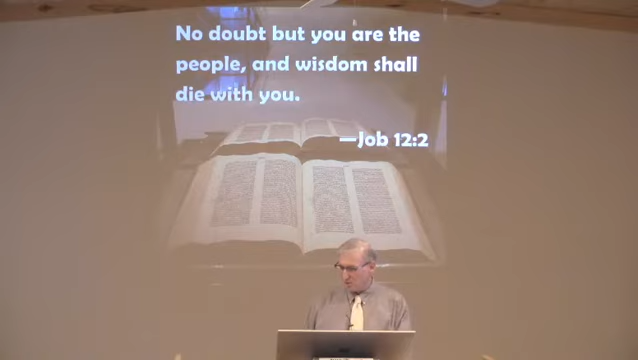 No doubt but you are the
people, and wisdom shall
die with you.
—Job 12:2